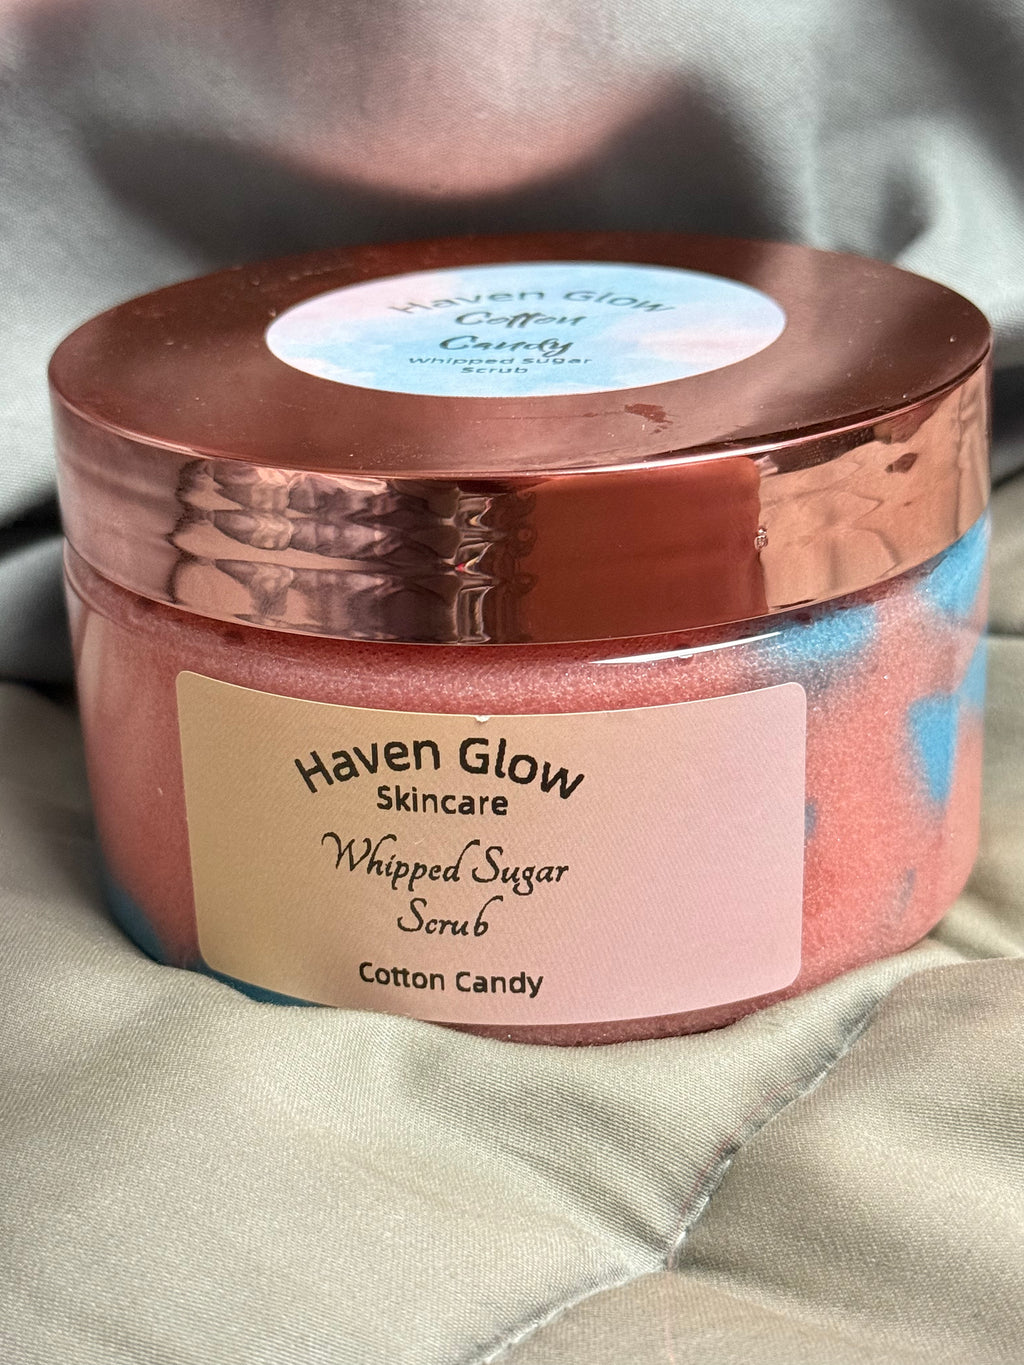 Haven Glow
Cotton
Candy
Whipped Sugar
Scrub
Haven Glow
Skincare
Whipped Sugar
Scrub
Cotton Candy